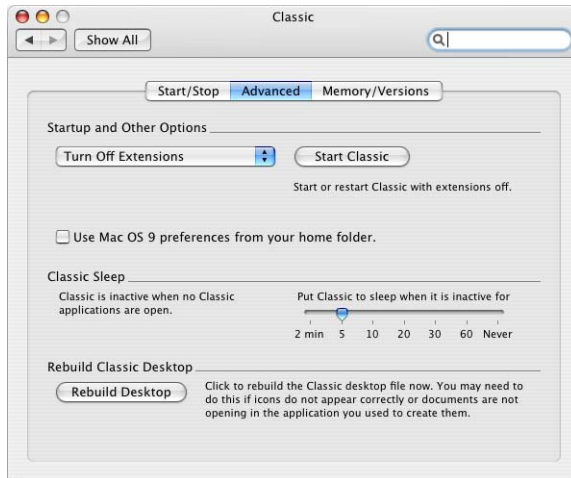 Classic
Show All
Start/Stop Advanced Memory/Versions
Startup and Other Options
Turn Off Extensions Start Classic
Start or restart Classic with extensions off.
Use Mac OS 9 preferences from your home folder.
Classic Sleep
Classic is inactive when no Classic
applications are open.
Put Classic to sleep when it is inactive for
2 min 5 10 20 30 60 Never
Rebuild Classic Desktop
Rebuild Desktop
Click to rebuild the Classic desktop file now. You may need to
do this if icons do not appear correctly or documents are not
opening in the application you used to create them.